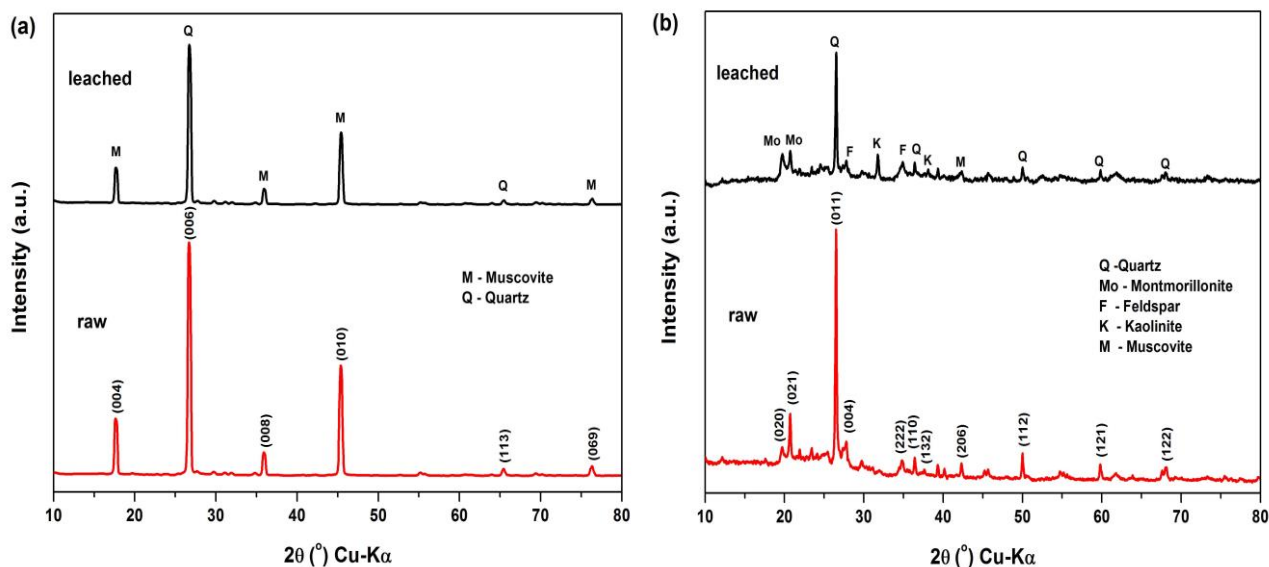 (a)
Q
leached
M
M
M
Q
M
(006)
M - Muscovite
Q - Quartz
raw
(004)
(008)
(010)
(113)
(069)
Intensity (a.u.)
10 20 30 40 50 60 70 80
2θ (°) Cu-Kα
(b)
Q
leached
Mo
Mo
F
K
F
Q
K
M
Q
Q
Q
(011)
Q -Quartz
Mo - Montmorillonite
F - Feldspar
K - Kaolinite
M - Muscovite
raw
(020)
(021)
(004)
(222)
(110)
(132)
(206)
(112)
(121)
(122)
Intensity (a.u.)
10 20 30 40 50 60 70 80
2θ (°) Cu-Kα